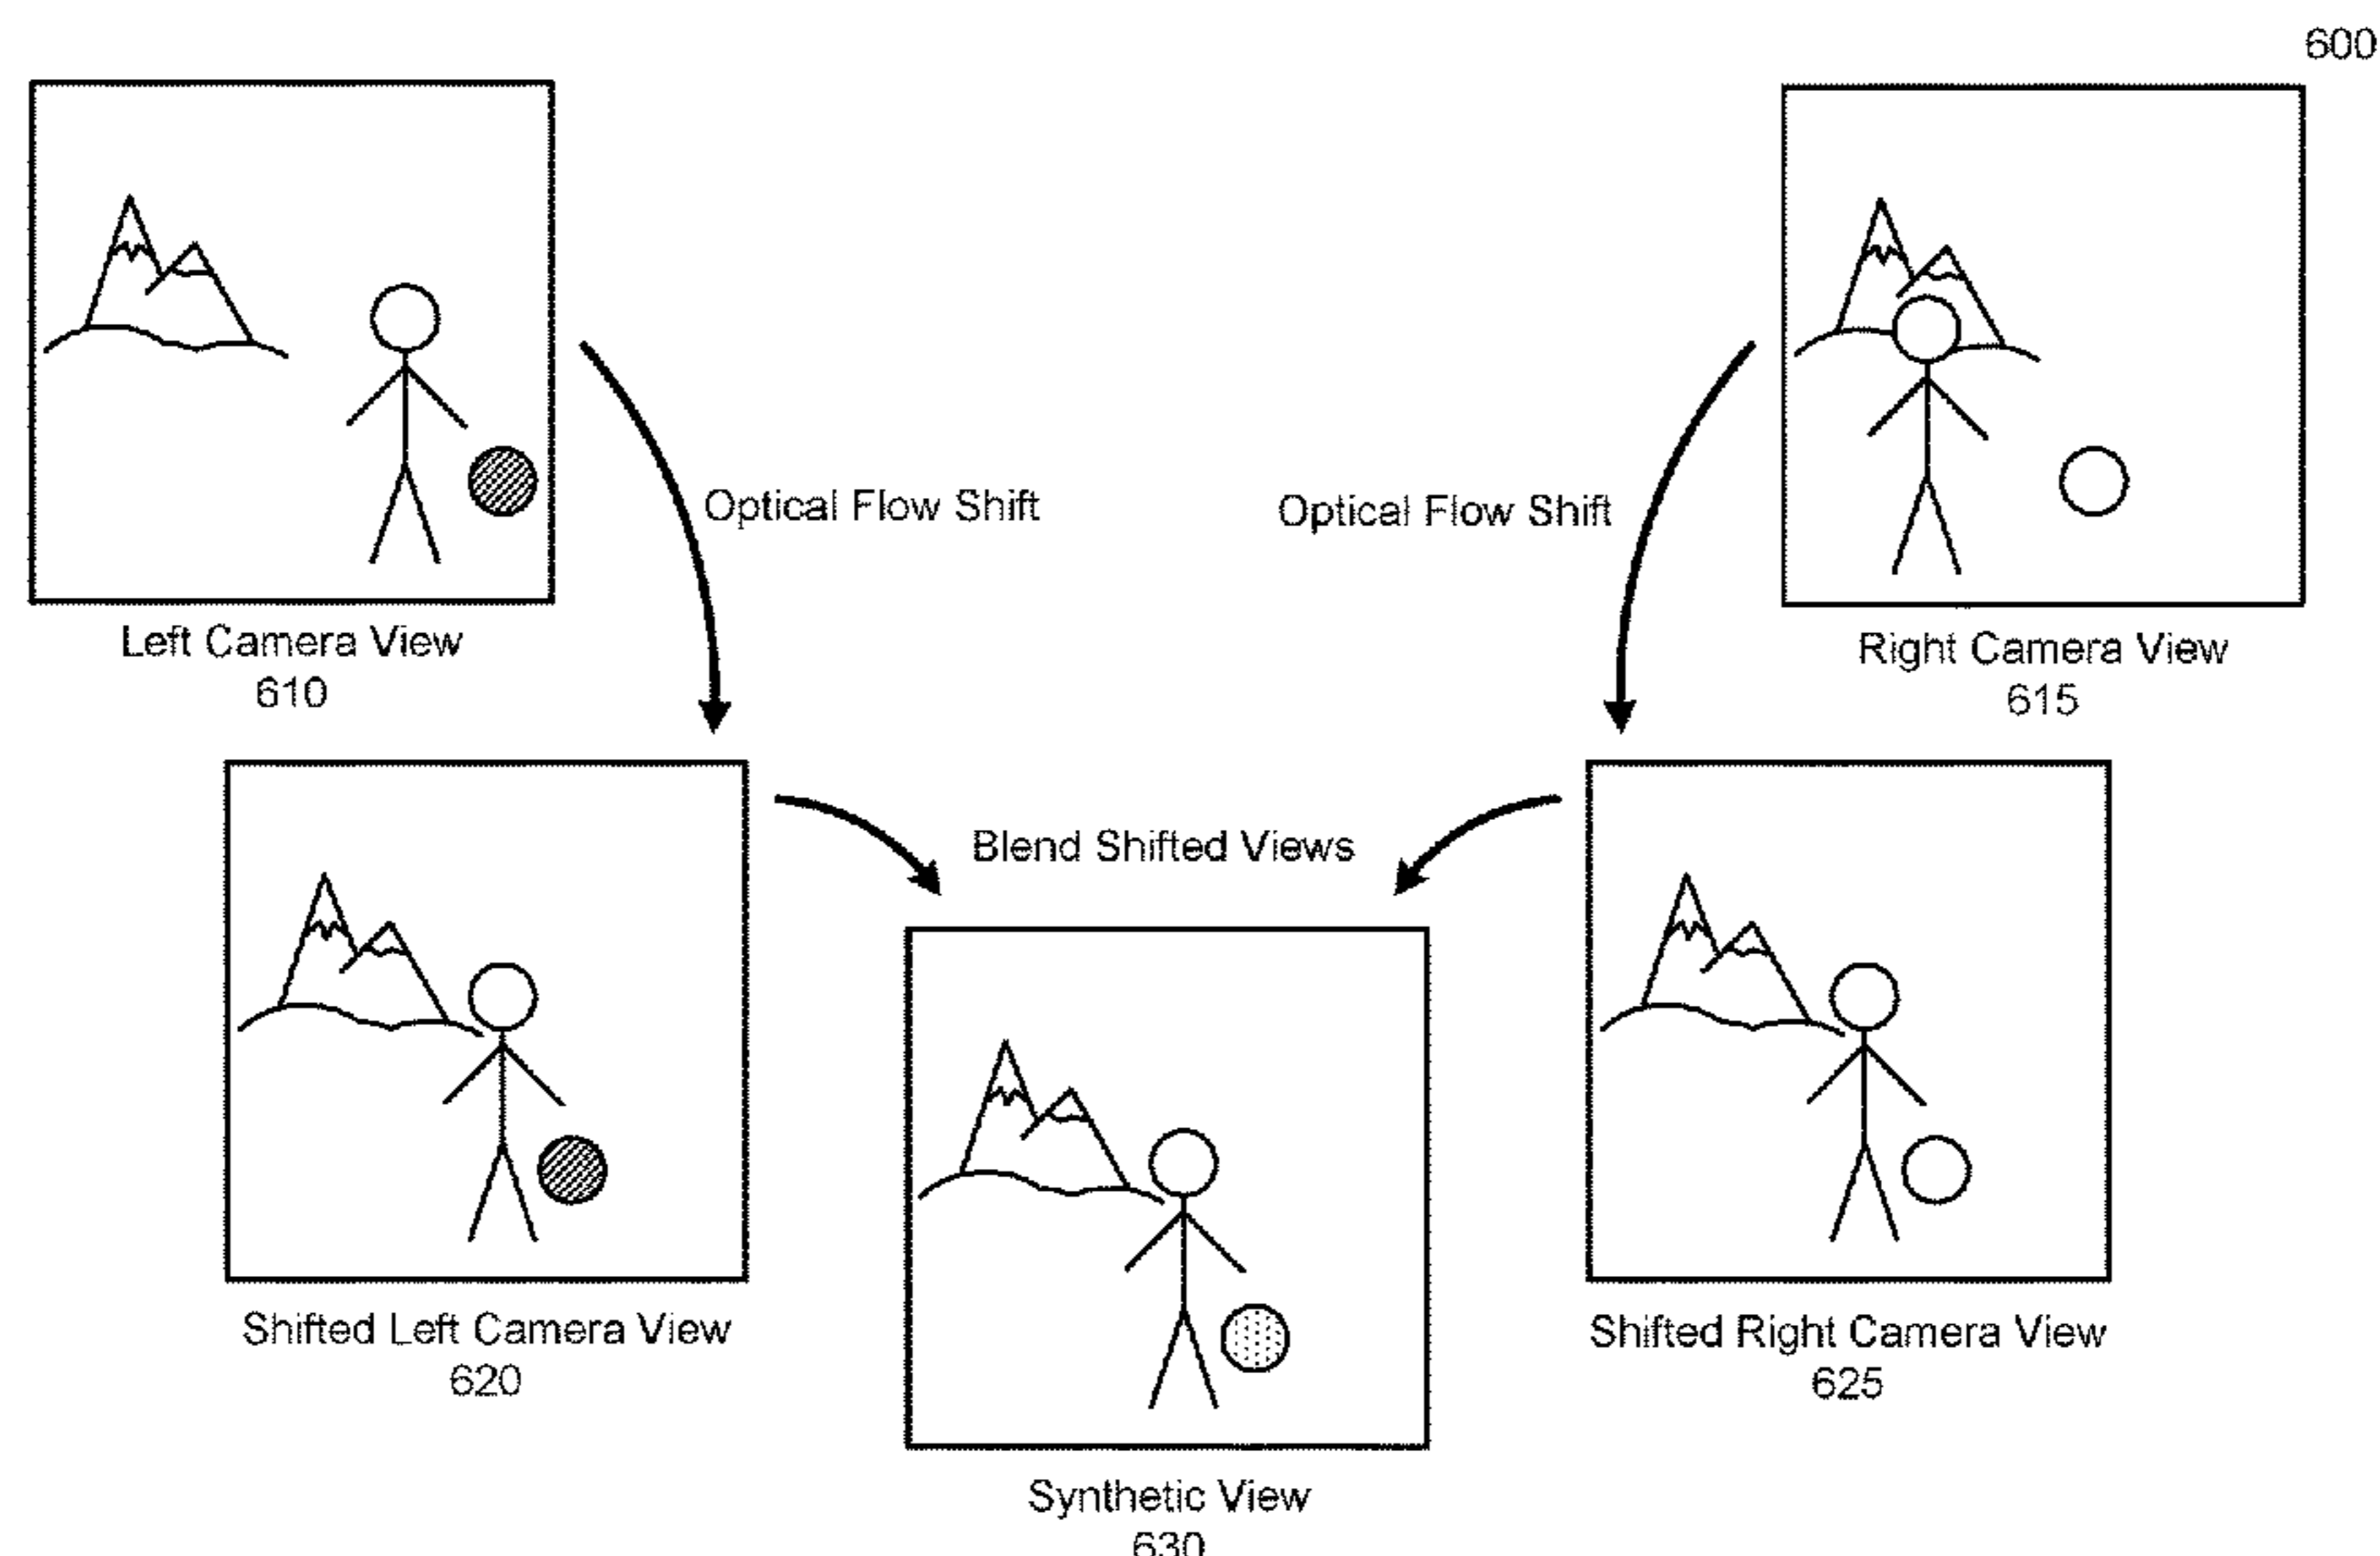 600
Optical Flow Shift
Optical Flow Shift
Left Camera View
610
Right Camera View
615
Blend Shifted Views
Shifted Left Camera View
620
Shifted Right Camera View
625
Synthetic View
630